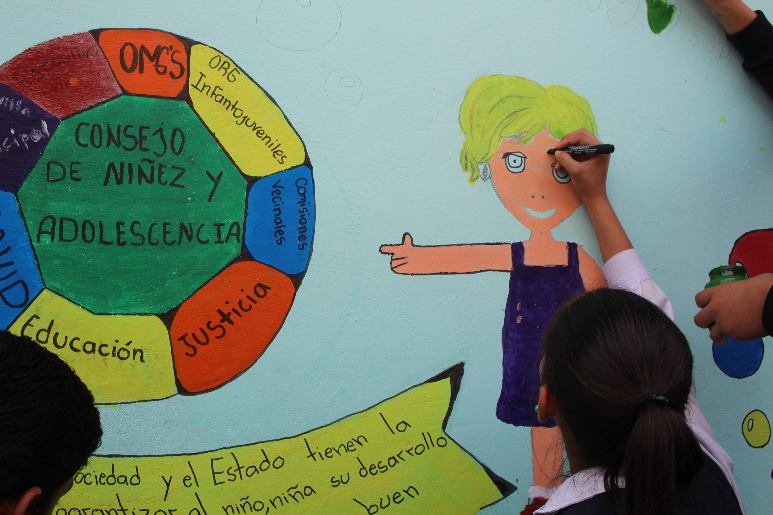 OMG'S
ORG
Infantojuveniles
CONSEJO
DE NIÑEZ Y
ADOLESCENCIA
Comisiones
Vecinales
Justicia
Educación
y el Estado tienen la
al niño, niña su desarrollo
buen